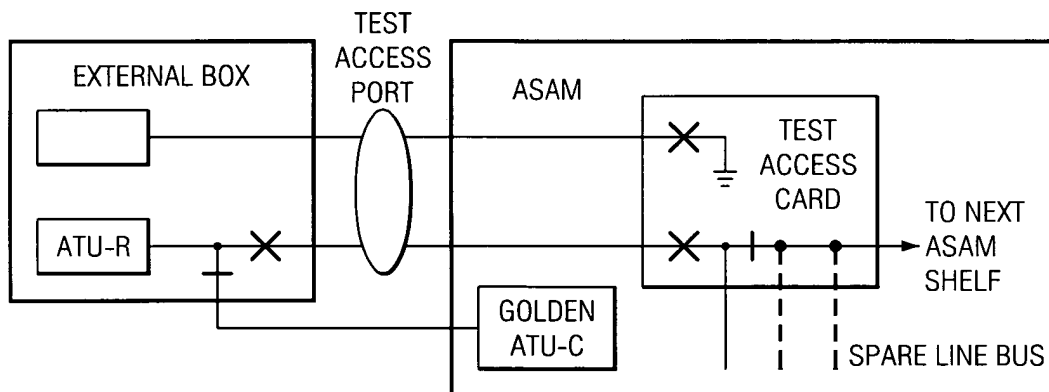 EXTERNAL BOX
TEST
ACCESS
PORT
ASAM
TEST
ACCESS
CARD
ATU-R
TO NEXT
ASAM
SHELF
GOLDEN
ATU-C
SPARE LINE BUS